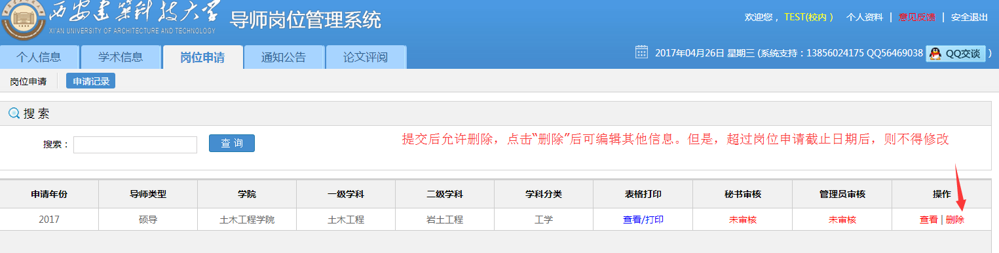 西安建筑科技大学
XI'AN UNIVERSITY OF ARCHITECTURE AND TECHNOLOGY
导师岗位管理系统
欢迎您，TEST(校内 ) 个人资料 | 意见反馈 | 安全退出
个人信息 学术信息 岗位申请 通知公告 论文评阅
2017年04月26日 星期三 (系统支持：13856024175 QQ56469038 QQ交谈 )
岗位申请 申请记录
搜 索
搜索： 查 询
提交后允许删除，点击“删除”后可编辑其他信息。但是，超过岗位申请截止日期后，则不得修改
申请年份 导师类型 学院 一级学科 二级学科 学科分类 表格打印 秘书审核 管理员审核 操作
2017 硕导 土木工程学院 土木工程 岩土工程 工学 查看/打印 未审核 未审核 查看 | 删除